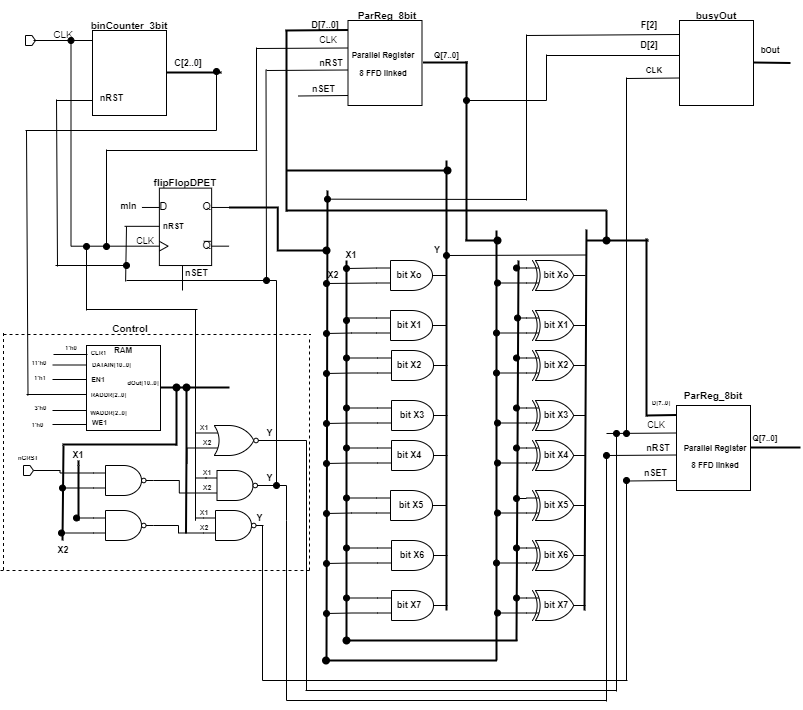 binCounter_3bit
CLK
C[2..0]
nRST
ParReg_8bit
D[7..0]
CLK
nRST
nSET
Parallel Register
8 FFD linked
Q[7..0]
busyOut
F[2]
D[2]
CLK
bOut
flipFlopDPET
mIn
D
Q
nRST
CLK
Q
nSET
X1
X2
Y
bit Xo
bit X1
bit X2
bit X3
bit X4
bit X5
bit X6
bit X7
bit Xo
bit X1
bit X2
bit X3
bit X4
bit X5
bit X6
bit X7
Control
RAM
1'h0
CLR1
11'h0
DATAIN[10..0]
1'h1
EN1
RADDR[2..0]
3'h0
WADDR[2..0]
1'h0
WE1
dOut[10..0]
X1
X2
Y
nGRST
X1
X2
X1
X2
Y
X1
X2
Y
ParReg_8bit
D[7..0]
CLK
nRST
nSET
Parallel Register
8 FFD linked
Q[7..0]